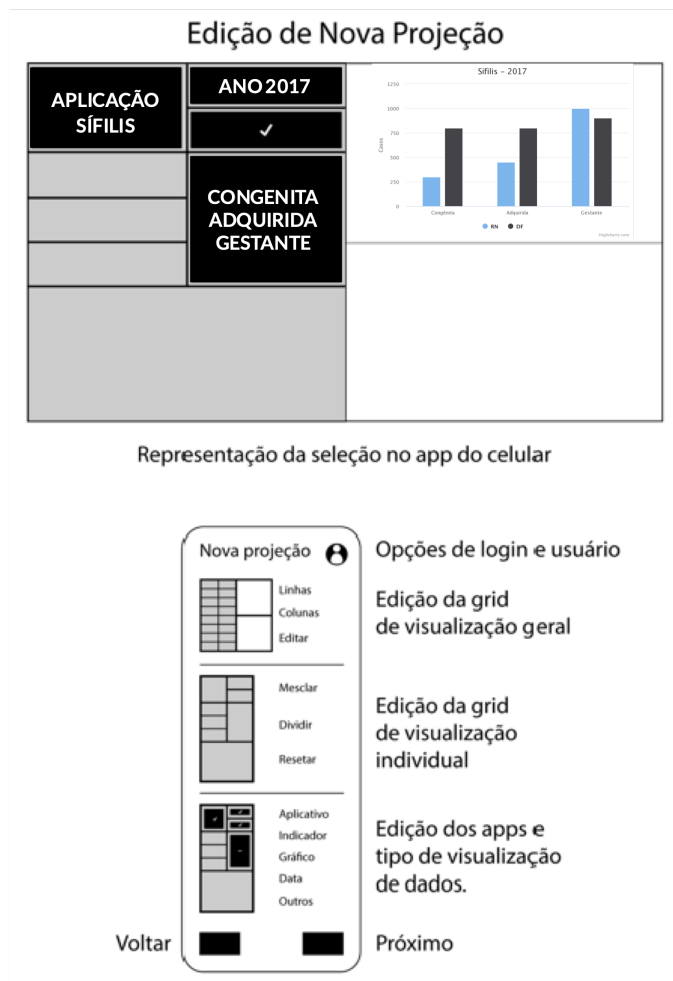 Edição de Nova Projeção
APLICAÇÃO
SÍFILIS
ANO 2017
✓
CONGENITA
ADQUIRIDA
GESTANTE
Sífilis - 2017
1250
1000
750
500
250
0
Casos
Congênita
Adquirida
Gestante
RN
DF
Highcharts.com
Representação da seleção no app do celular
Nova projeção
Opções de login e usuário
Linhas
Colunas
Editar
Edição da grid
de visualização geral
Mesclar
Dividir
Resetar
Edição da grid
de visualização
individual
Aplicativo
Indicador
Gráfico
Data
Outros
Edição dos apps e
tipo de visualização
de dados.
Voltar
Próximo